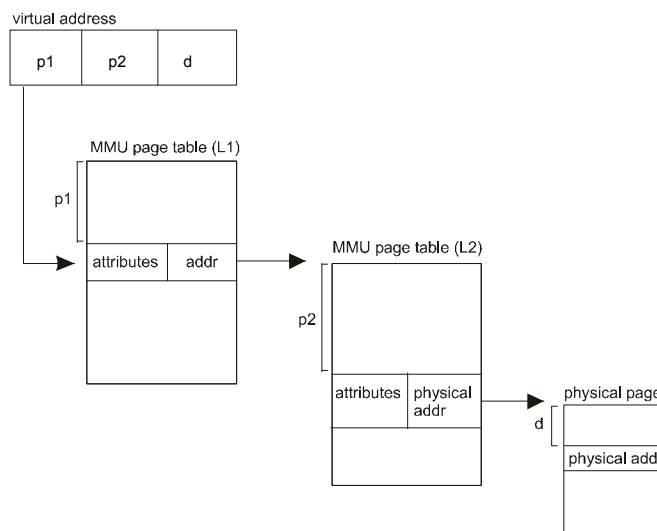 virtual address
p1 p2 d
MMU page table (L1)
p1
attributes addr
MMU page table (L2)
p2
attributes physical
addr
physical page
d
physical add